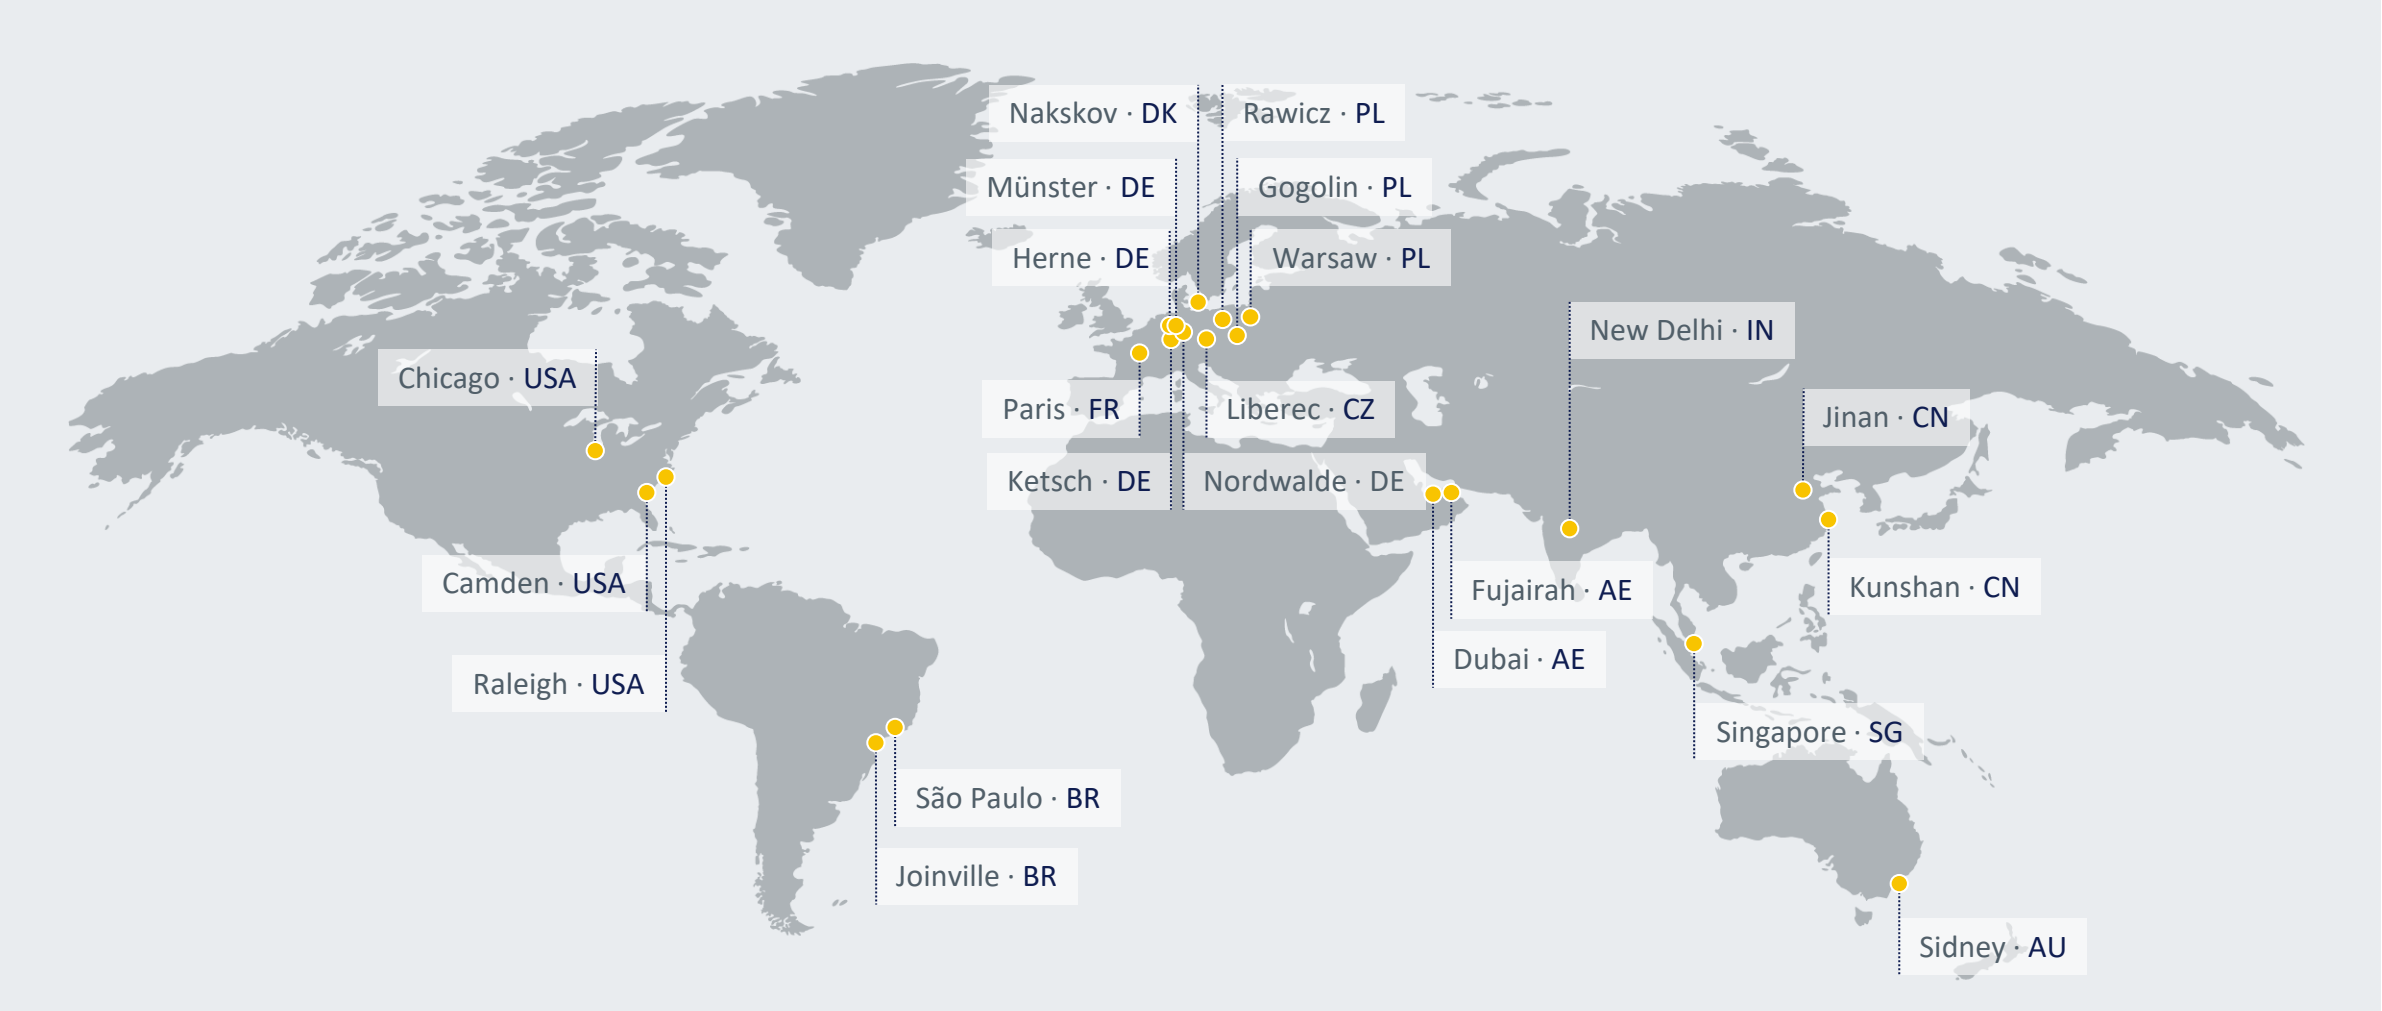 Nakskov · DK
Rawicz · PL
Münster · DE
Gogolin · PL
Herne · DE
Warsaw · PL
New Delhi · IN
Chicago · USA
Paris · FR
Liberec · CZ
Jinan · CN
Ketsch · DE
Nordwalde · DE
Camden · USA
Fujairah · AE
Kunshan · CN
Dubai · AE
Raleigh · USA
Singapore · SG
São Paulo · BR
Joinville · BR
Sidney · AU